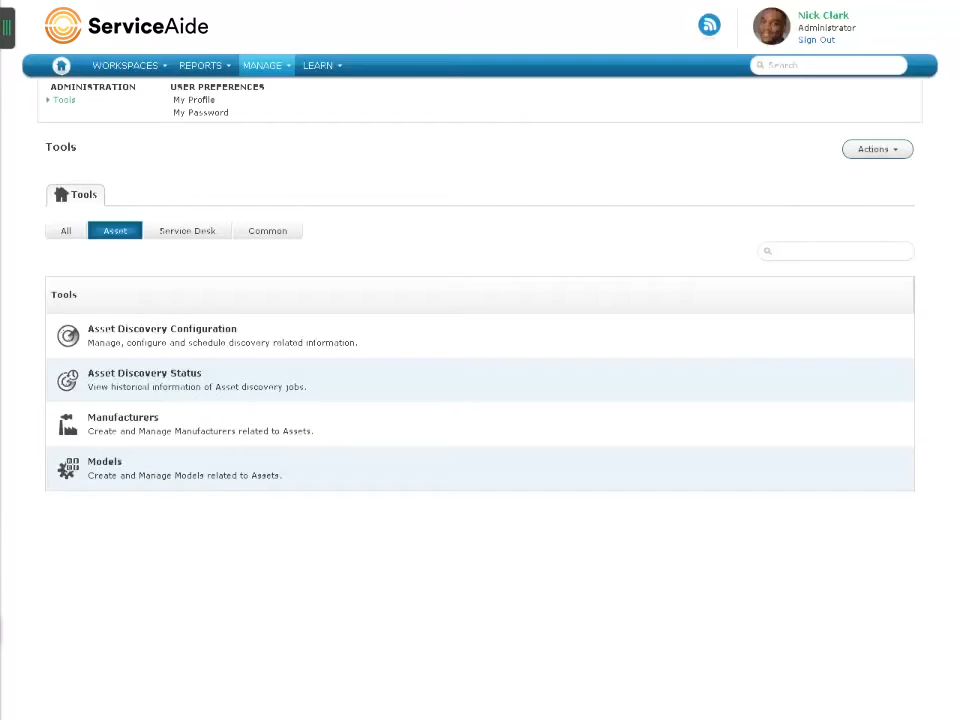 ServiceAide
Nick Clark
Administrator
Sign Out
WORKSPACES REPORTS MANAGE LEARN Search
ADMINISTRATION USER PREFERENCES
Tools My Profile
My Password
Tools
Actions
Tools
All Asset Service Desk Common
Tools
Asset Discovery Configuration
Manage, configure and schedule discovery related information.
Asset Discovery Status
View historical information of Asset discovery jobs.
Manufacturers
Create and Manage Manufacturers related to Assets.
Models
Create and Manage Models related to Assets.